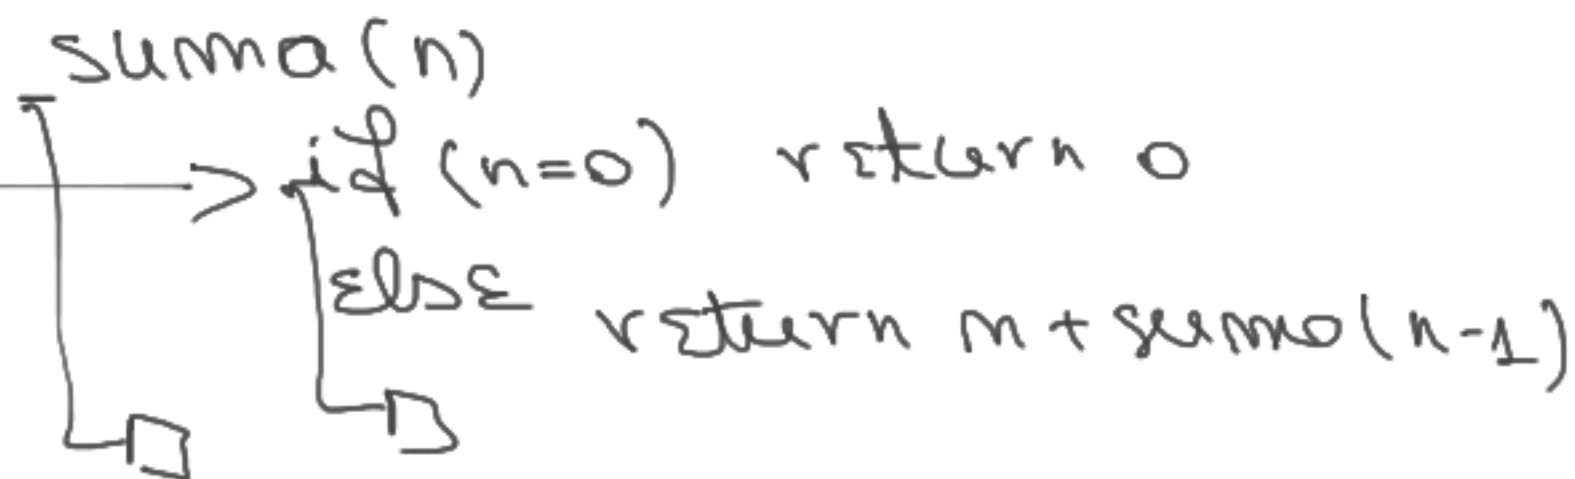 suma(n)
if (n=0) return 0
else return n + suma(n-1)